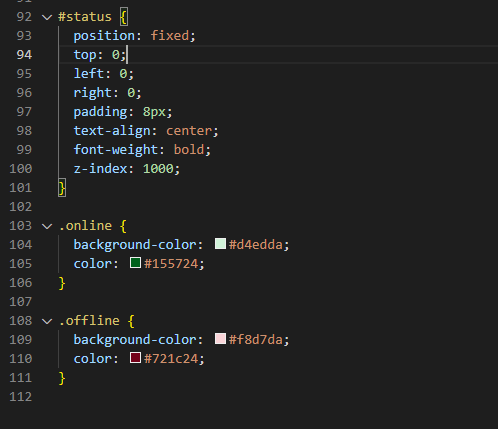 91
92 #status {
93 position: fixed;
94 top: 0;
95 left: 0;
96 right: 0;
97 padding: 8px;
98 text-align: center;
99 font-weight: bold;
100 z-index: 1000;
101 }
102
103 .online {
104 background-color: #d4edda;
105 color: #155724;
106 }
107
108 .offline {
109 background-color: #f8d7da;
110 color: #721c24;
111 }
112